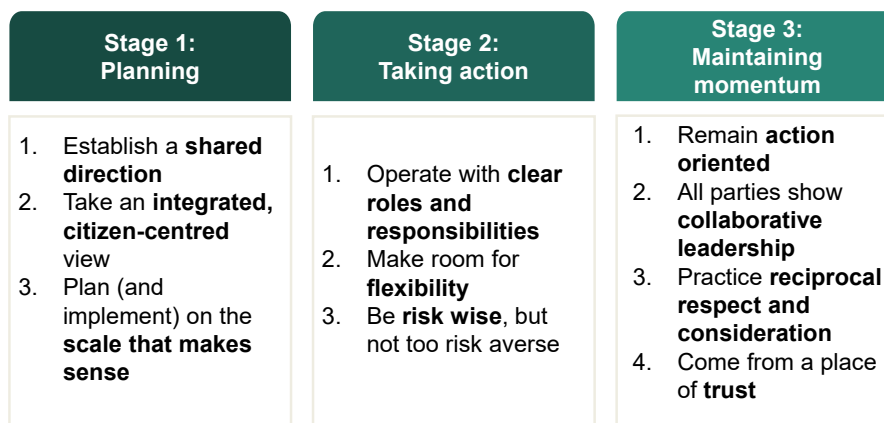 Stage 1:
Planning
1. Establish a shared
direction
2. Take an integrated,
citizen-centred
view
3. Plan (and
implement) on the
scale that makes
sense
Stage 2:
Taking action
1. Operate with clear
roles and
responsibilities
2. Make room for
flexibility
3. Be risk wise, but
not too risk averse
Stage 3:
Maintaining
momentum
1. Remain action
oriented
2. All parties show
collaborative
leadership
3. Practice reciprocal
respect and
consideration
4. Come from a place
of trust